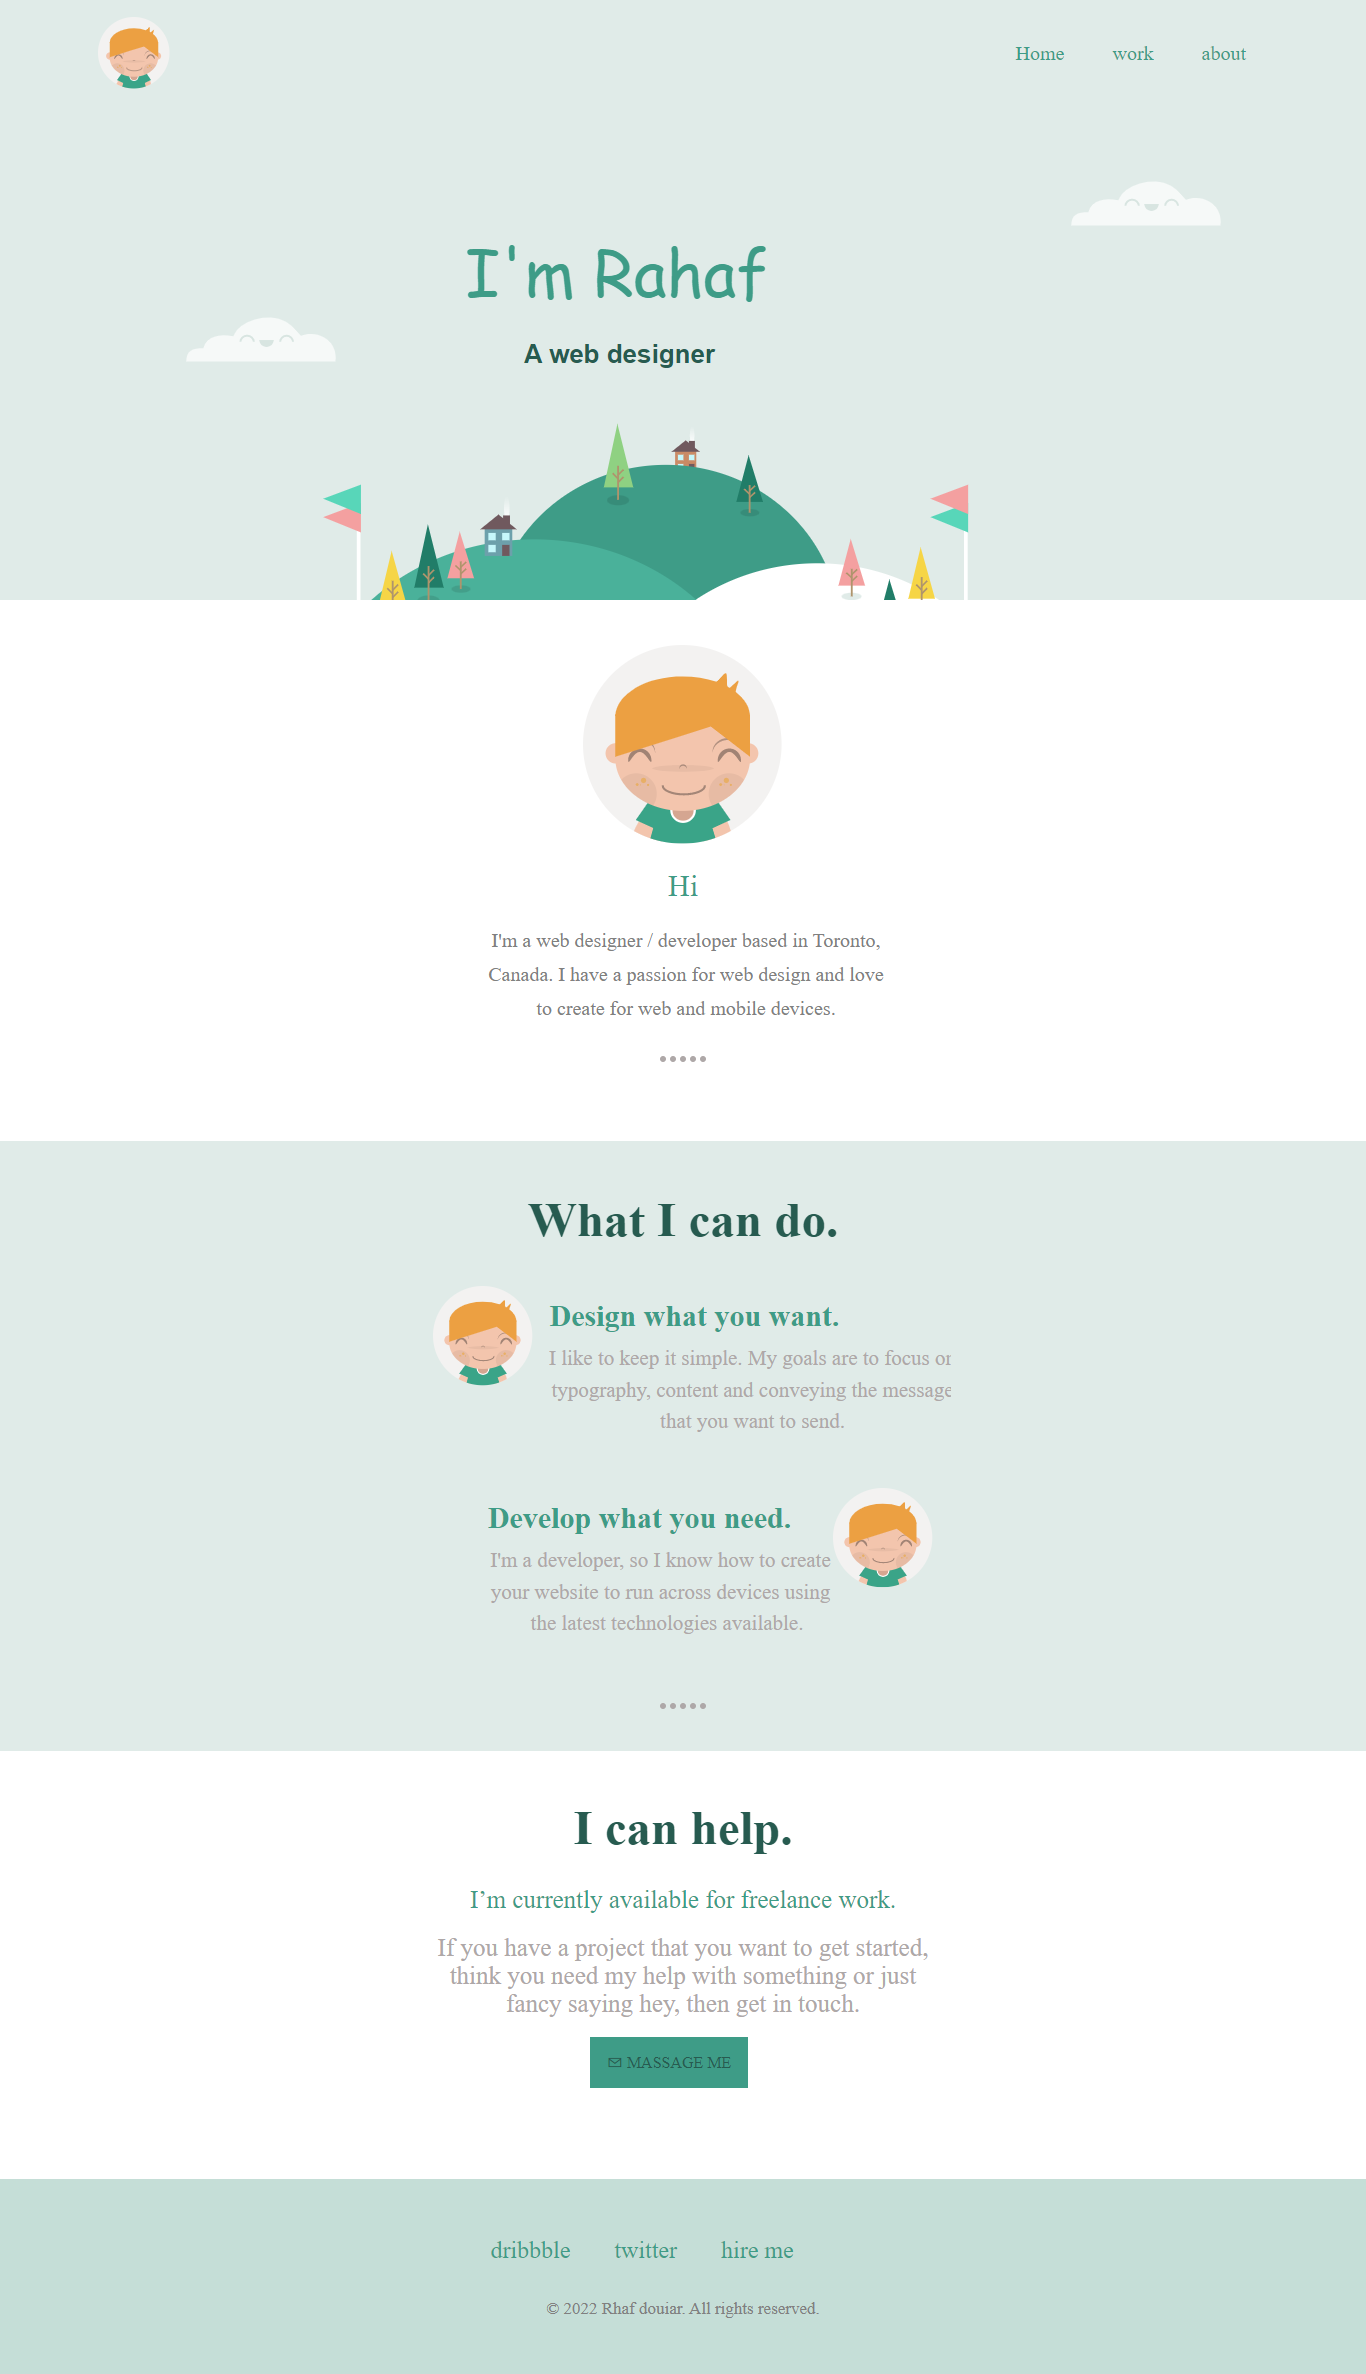 Home work about
I'm Rahaf
A web designer
Hi
I'm a web designer / developer based in Toronto,
Canada. I have a passion for web design and love
to create for web and mobile devices.
What I can do.
Design what you want.
I like to keep it simple. My goals are to focus on
typography, content and conveying the message
that you want to send.
Develop what you need.
I'm a developer, so I know how to create
your website to run across devices using
the latest technologies available.
I can help.
I’m currently available for freelance work.
If you have a project that you want to get started,
think you need my help with something or just
fancy saying hey, then get in touch.
MASSAGE ME
dribbble twitter hire me
© 2022 Rhaf douiar. All rights reserved.